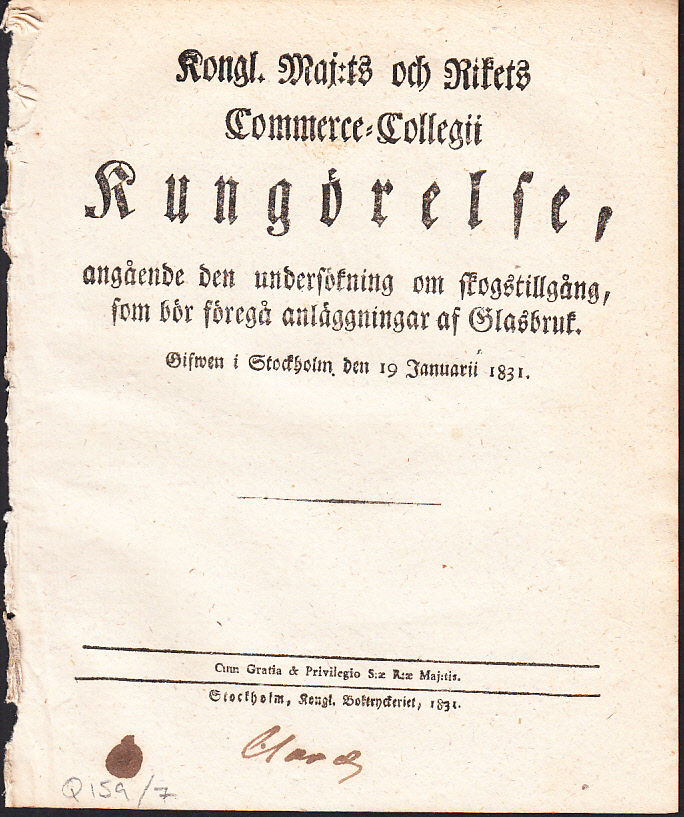 Kongl. Maj:ts och Rikets
Commerce-Collegii
Kungörelse,
angående den undersökning om skogstillgång,
som bör föregå anläggningar af Glasbruk.
Gifwen i Stockholm den 19 Januarii 1831.
Cum Gratia & Privilegio S:æ R:æ Maj:tis.
Stockholm, Kongl. Boktryckeriet, 1831.
Q 159/7